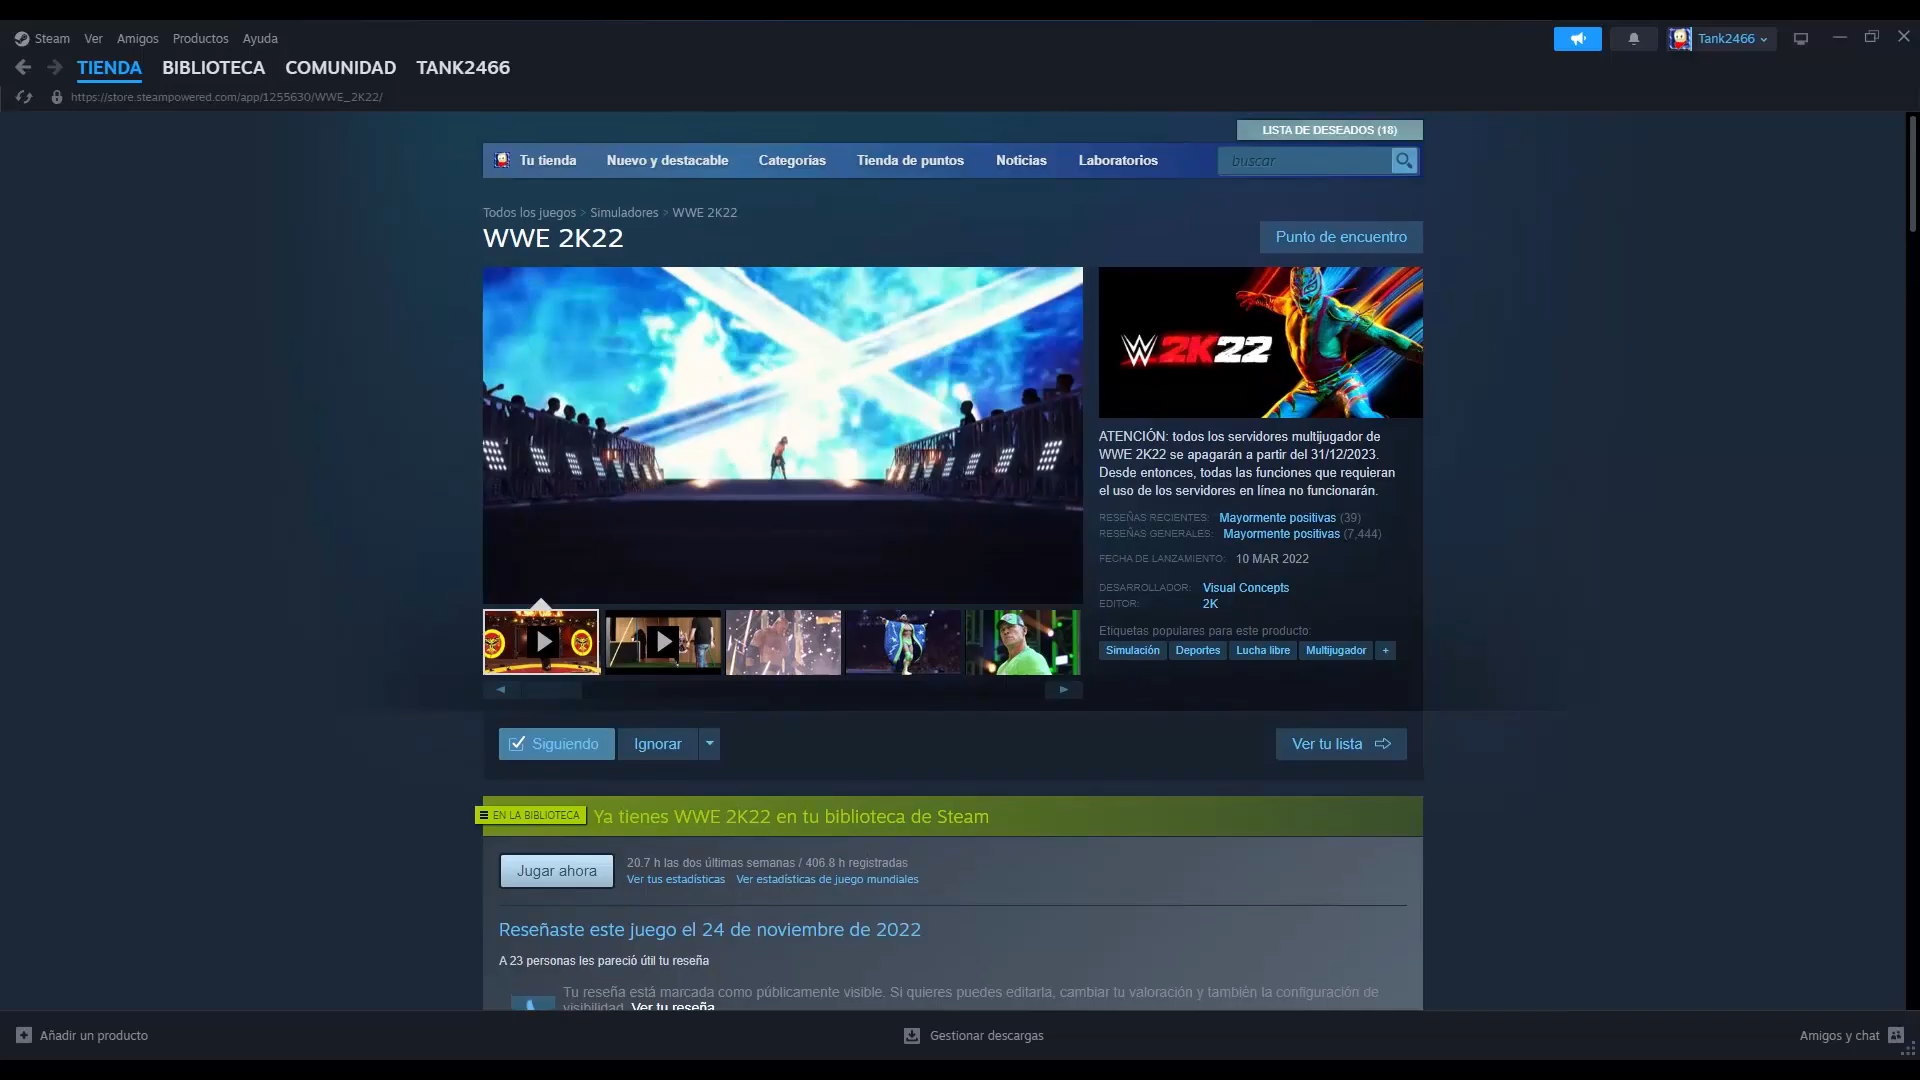 Steam Ver Amigos Productos Ayuda
Tank2466
TIENDA BIBLIOTECA COMUNIDAD TANK2466
https://store.steampowered.com/app/1255630/WWE_2K22/
LISTA DE DESEADOS (18)
Tu tienda Nuevo y destacable Categorías Tienda de puntos Noticias Laboratorios buscar
Todos los juegos > Simuladores > WWE 2K22
WWE 2K22
Punto de encuentro
W 2K22
ATENCIÓN: todos los servidores multijugador de
WWE 2K22 se apagarán a partir del 31/12/2023.
Desde entonces, todas las funciones que requieran
el uso de los servidores en línea no funcionarán.
RESEÑAS RECIENTES: Mayormente positivas (39)
RESEÑAS GENERALES: Mayormente positivas (7,444)
FECHA DE LANZAMIENTO: 10 MAR 2022
DESARROLLADOR: Visual Concepts
EDITOR: 2K
Etiquetas populares para este producto:
Simulación Deportes Lucha libre Multijugador +
Siguiendo Ignorar Ver tu lista
EN LA BIBLIOTECA Ya tienes WWE 2K22 en tu biblioteca de Steam
Jugar ahora
20.7 h las dos últimas semanas / 406.8 h registradas
Ver tus estadísticas Ver estadísticas de juego mundiales
Reseñaste este juego el 24 de noviembre de 2022
A 23 personas les pareció útil tu reseña
Tu reseña está marcada como públicamente visible. Si quieres puedes editarla, cambiar tu valoración y también la configuración de
visibilidad. Ver tu reseña
Añadir un producto Gestionar descargas Amigos y chat